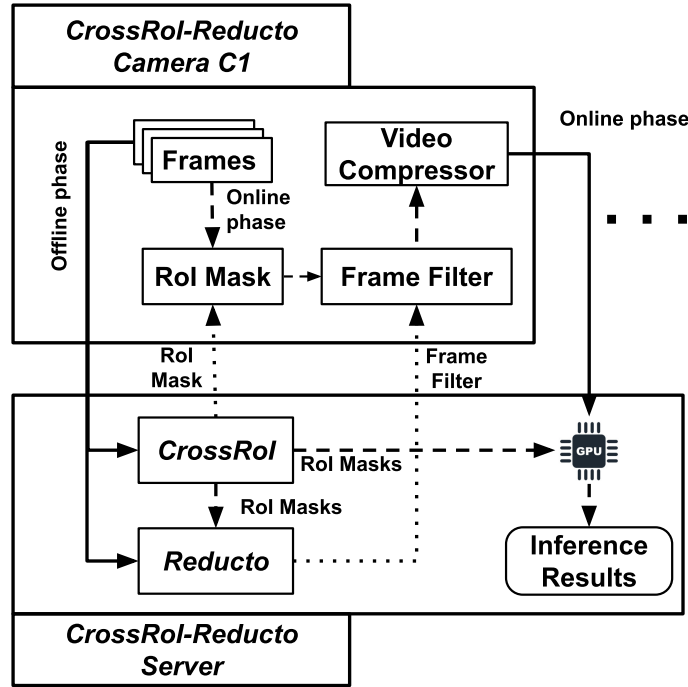 CrossRoI-Reducto
Camera C1
Online phase
Offline phase
Frames
Video
Compressor
Online
phase
RoI Mask
Frame Filter
RoI
Mask
Frame
Filter
CrossRoI
RoI Masks
GPU
RoI Masks
Reducto
Inference
Results
CrossRoI-Reducto
Server